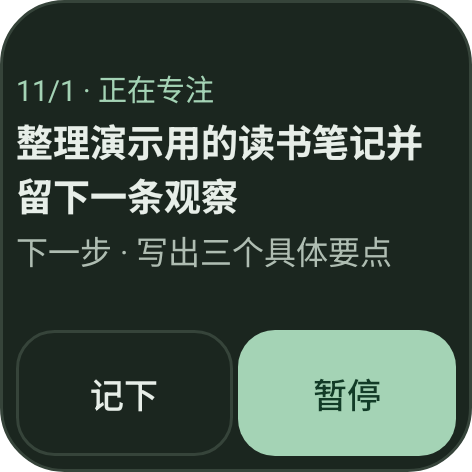 11/1 · 正在专注
整理演示用的读书笔记并
留下一条观察
下一步 · 写出三个具体要点
记下
暂停